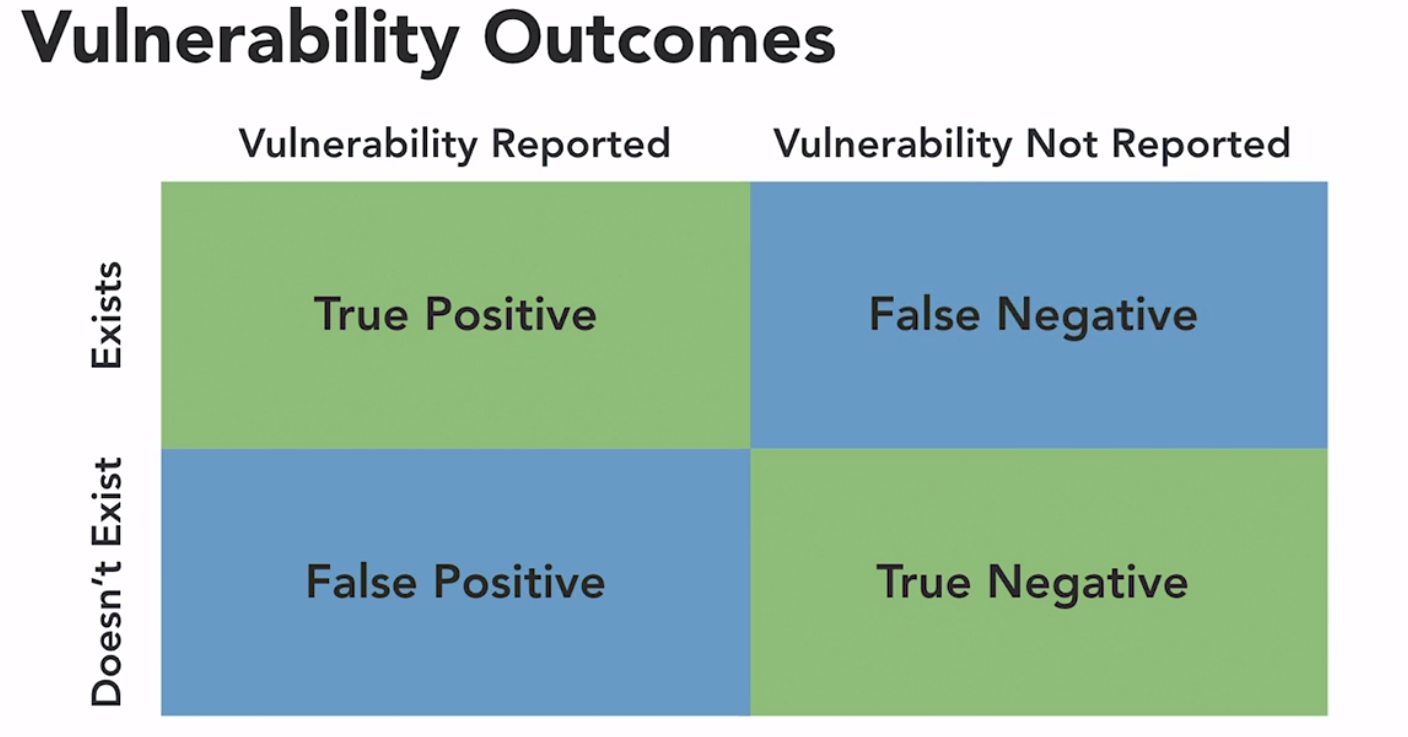 Vulnerability Outcomes
Vulnerability Reported
Vulnerability Not Reported
Exists
True Positive
False Negative
Doesn't Exist
False Positive
True Negative